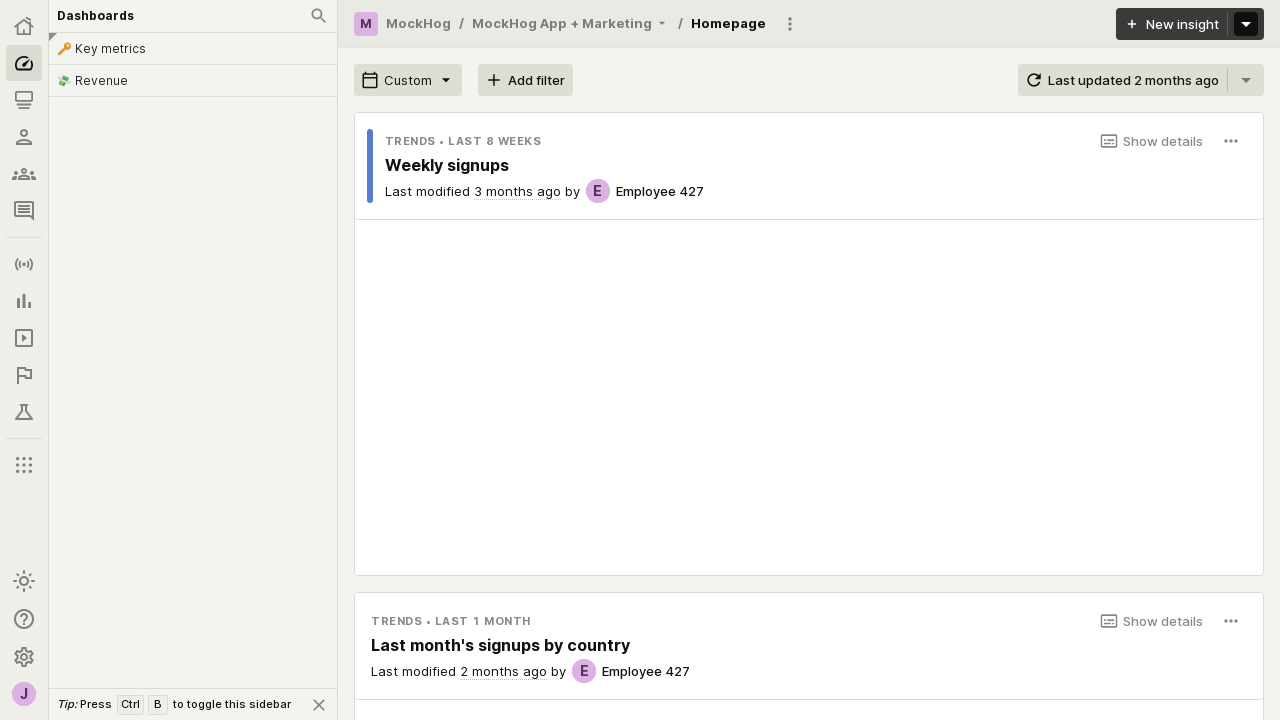 Dashboards
🔑 Key metrics
💸 Revenue
J
Tip: Press Ctrl B to toggle this sidebar
M MockHog / MockHog App + Marketing / Homepage
New insight
Custom
Add filter
Last updated 2 months ago
TRENDS • LAST 8 WEEKS
Show details
Weekly signups
Last modified 3 months ago by E Employee 427
TRENDS • LAST 1 MONTH
Show details
Last month's signups by country
Last modified 2 months ago by E Employee 427